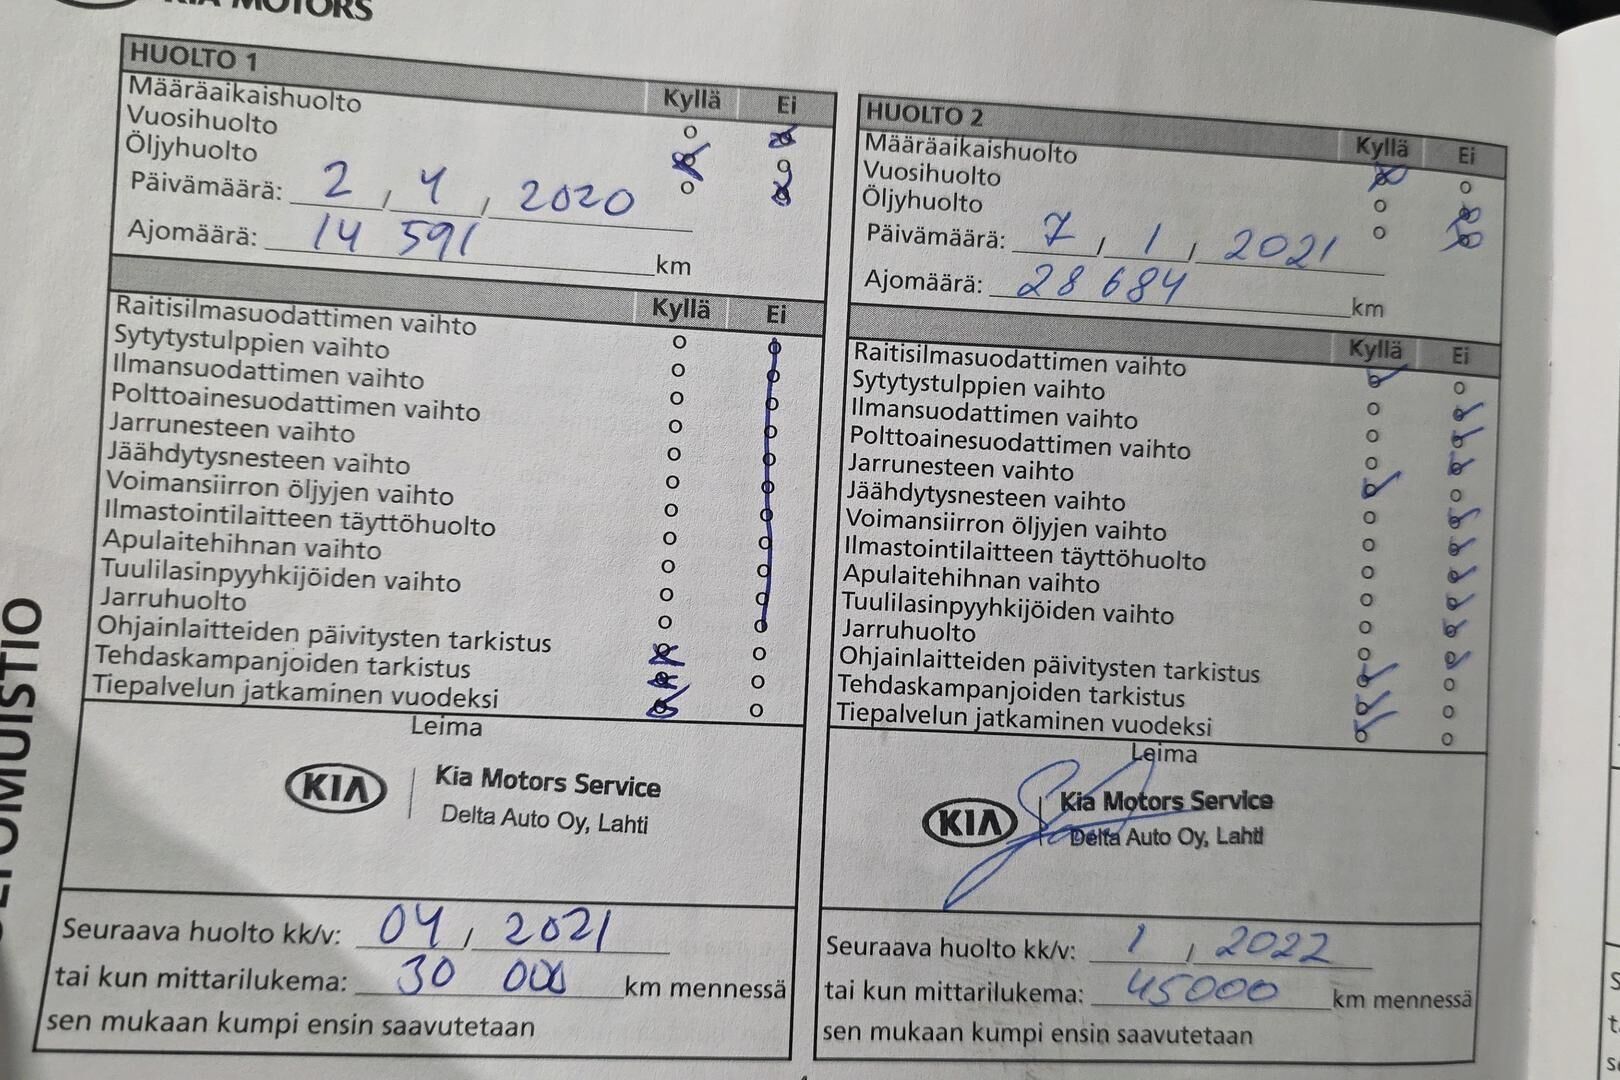 KIA MOTORS
HUOLTO 1
Kyllä Ei
Määräaikaishuolto
Vuosihuolto
Öljyhuolto
Päivämäärä: 2 , 4 , 2020
Ajomäärä: 14 591 km
Kyllä Ei
Raitisilmasuodattimen vaihto
Sytytystulppien vaihto
Ilmansuodattimen vaihto
Polttoainesuodattimen vaihto
Jarrunesteen vaihto
Jäähdytysnesteen vaihto
Voimansiirron öljyjen vaihto
Ilmastointilaitteen täyttöhuolto
Apulaitehihnan vaihto
Tuulilasinpyyhkijöiden vaihto
Jarruhuolto
Ohjainlaitteiden päivitysten tarkistus
Tehdaskampanjoiden tarkistus
Tiepalvelun jatkaminen vuodeksi
Leima
KIA Kia Motors Service
Delta Auto Oy, Lahti
Seuraava huolto kk/v: 04 , 2021
tai kun mittarilukema: 30 000 km mennessä
sen mukaan kumpi ensin saavutetaan
HUOLTO 2
Kyllä Ei
Määräaikaishuolto
Vuosihuolto
Öljyhuolto
Päivämäärä: 7 , 1 , 2021
Ajomäärä: 28 684 km
Kyllä Ei
Raitisilmasuodattimen vaihto
Sytytystulppien vaihto
Ilmansuodattimen vaihto
Polttoainesuodattimen vaihto
Jarrunesteen vaihto
Jäähdytysnesteen vaihto
Voimansiirron öljyjen vaihto
Ilmastointilaitteen täyttöhuolto
Apulaitehihnan vaihto
Tuulilasinpyyhkijöiden vaihto
Jarruhuolto
Ohjainlaitteiden päivitysten tarkistus
Tehdaskampanjoiden tarkistus
Tiepalvelun jatkaminen vuodeksi
Leima
KIA Kia Motors Service
Delta Auto Oy, Lahti
Seuraava huolto kk/v: 1 , 2022
tai kun mittarilukema: 45000 km mennessä
sen mukaan kumpi ensin saavutetaan